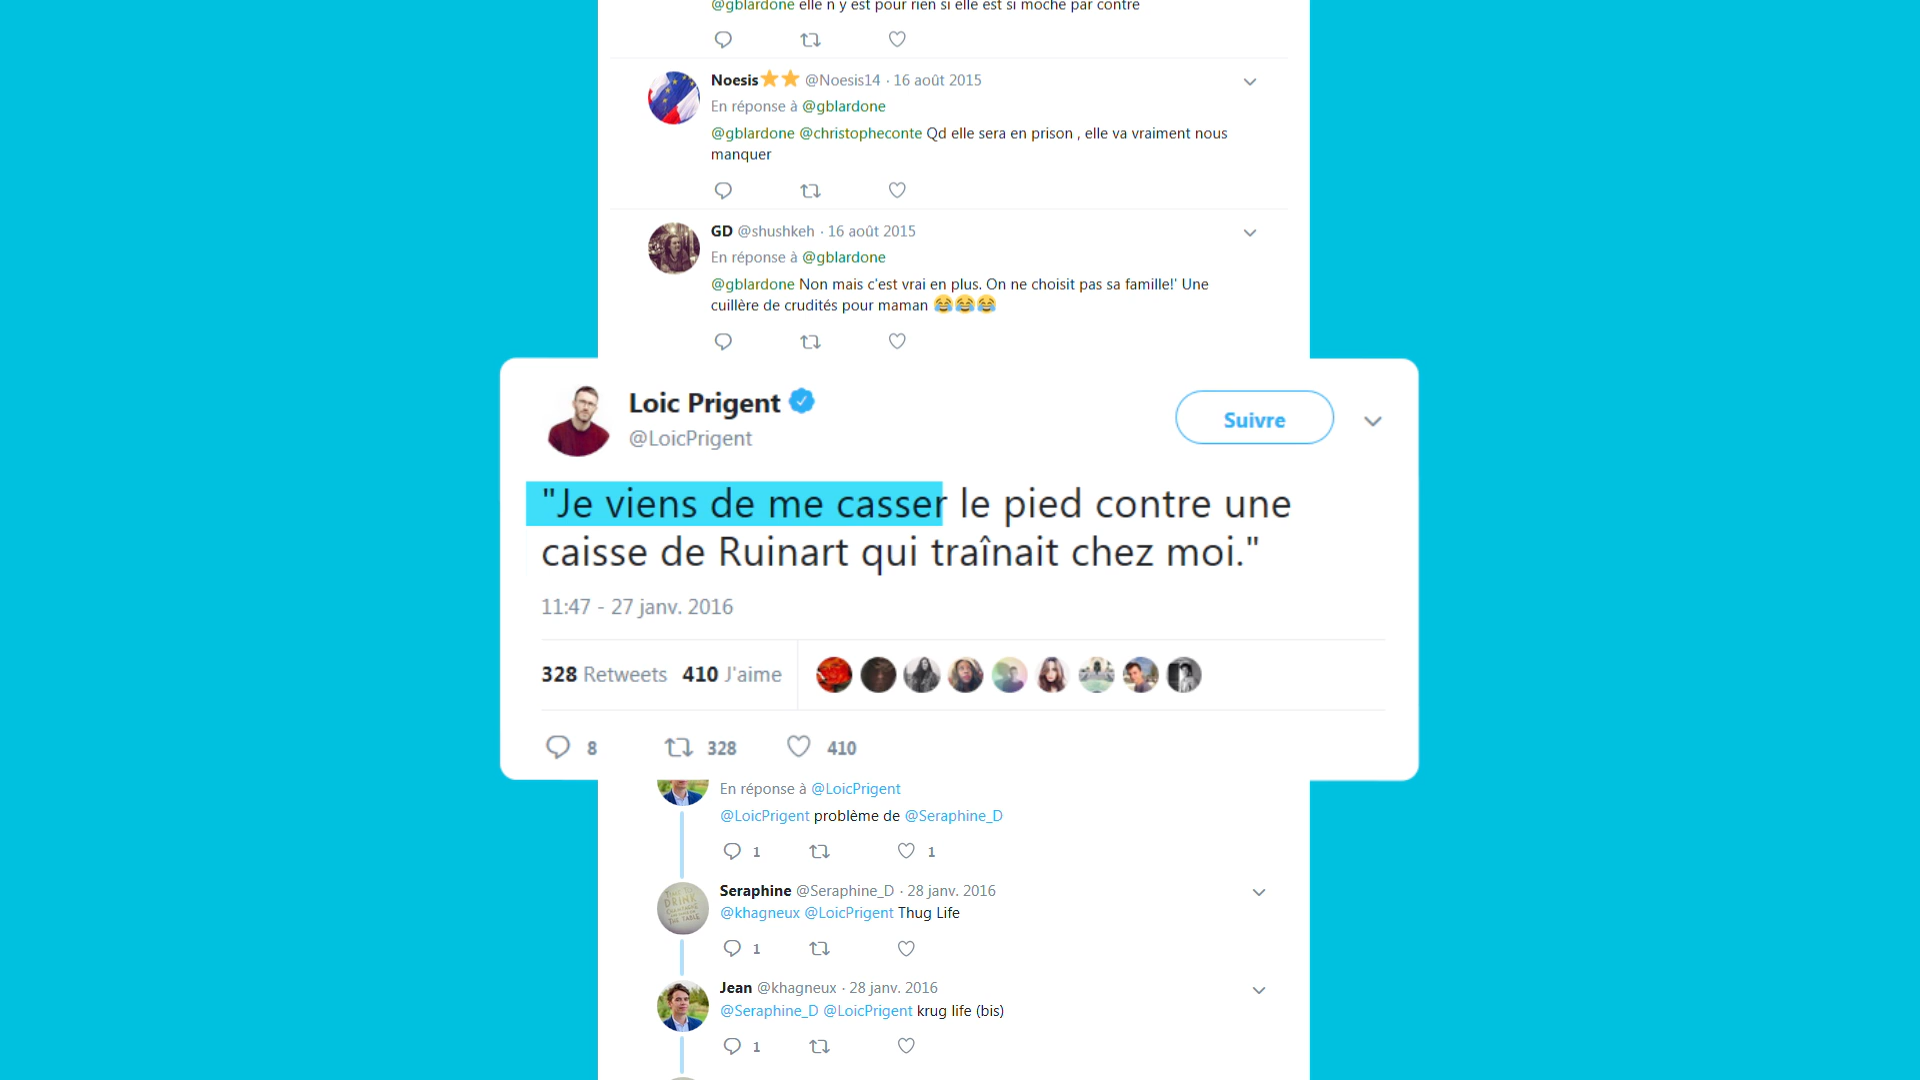 @gblardone elle n y est pour rien si elle est si moche par contre
Noesis⭐⭐ @Noesis14 · 16 août 2015
En réponse à @gblardone
@gblardone @christopheconte Qd elle sera en prison , elle va vraiment nous
manquer
GD @shushkeh · 16 août 2015
En réponse à @gblardone
@gblardone Non mais c'est vrai en plus. On ne choisit pas sa famille!' Une
cuillère de crudités pour maman 😂😂😂
Loic Prigent
@LoicPrigent
Suivre
"Je viens de me casser le pied contre une
caisse de Ruinart qui traînait chez moi."
11:47 - 27 janv. 2016
328 Retweets 410 J'aime
8 328 410
En réponse à @LoicPrigent
@LoicPrigent problème de @Seraphine_D
1 1
Seraphine @Seraphine_D · 28 janv. 2016
@khagneux @LoicPrigent Thug Life
1
Jean @khagneux · 28 janv. 2016
@Seraphine_D @LoicPrigent krug life (bis)
1